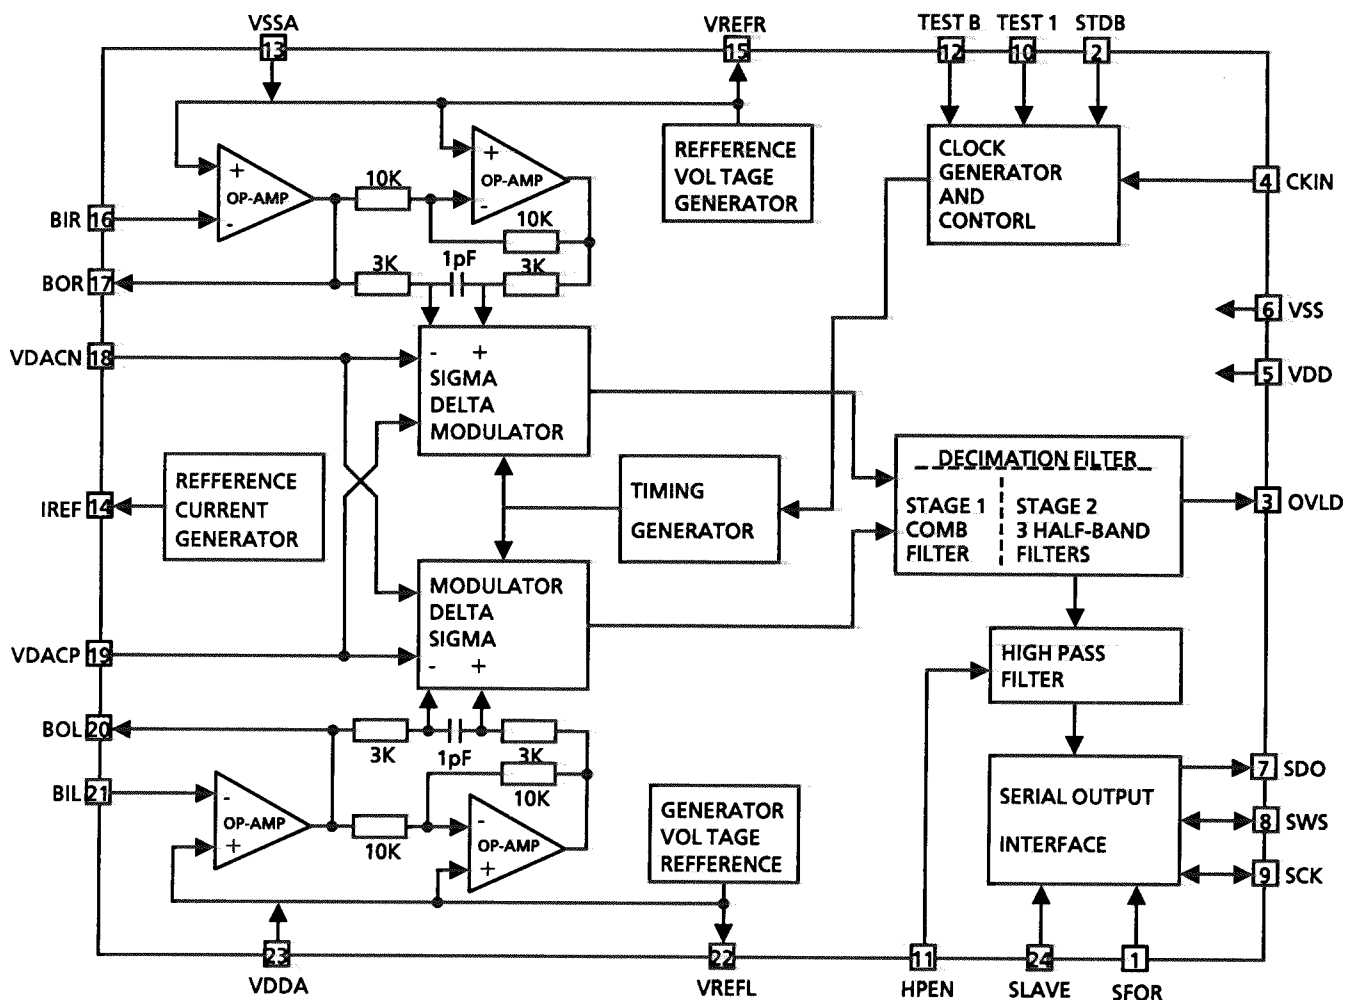 VSSA
VREFR
TEST B
TEST 1
STDB
13
15
12
10
2
REFFERENCE
VOL TAGE
GENERATOR
CLOCK
GENERATOR
AND
CONTORL
4
CKIN
+
OP-AMP
-
10K
+
OP-AMP
-
10K
BIR
16
BOR
17
3K
1pF
3K
6
VSS
VDACN
18
- +
SIGMA
DELTA
MODULATOR
5
VDD
REFFERENCE
CURRENT
GENERATOR
IREF
14
TIMING
GENERATOR
DECIMATION FILTER
STAGE 1
COMB
FILTER
STAGE 2
3 HALF-BAND
FILTERS
3
OVLD
MODULATOR
DELTA
SIGMA
- +
VDACP
19
HIGH PASS
FILTER
BOL
20
3K
1pF
3K
10K
BIL
21
-
OP-AMP
+
10K
-
OP-AMP
+
GENERATOR
VOL TAGE
REFFERENCE
SERIAL OUTPUT
INTERFACE
7
SDO
8
SWS
9
SCK
23
22
11
24
1
VDDA
VREFL
HPEN
SLAVE
SFOR